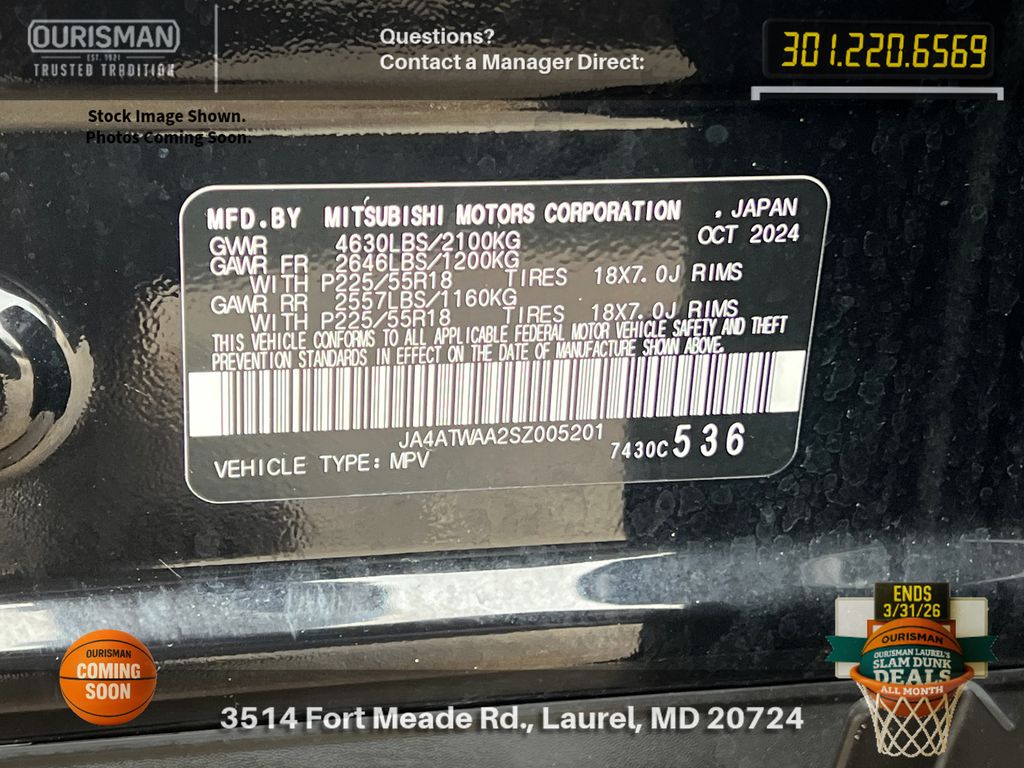 OURISMAN
EST. 1921
TRUSTED TRADITION
Questions?
Contact a Manager Direct:
301.220.6569
Stock Image Shown.
Photos Coming Soon.
MFD.BY MITSUBISHI MOTORS CORPORATION , JAPAN
OCT 2024
GVWR 4630LBS/2100KG
GAWR FR 2646LBS/1200KG
WITH P225/55R18 TIRES 18X7.0J RIMS
GAWR RR 2557LBS/1160KG
WITH P225/55R18 TIRES 18X7.0J RIMS
THIS VEHICLE CONFORMS TO ALL APPLICABLE FEDERAL MOTOR VEHICLE SAFETY AND THEFT
PREVENTION STANDARDS IN EFFECT ON THE DATE OF MANUFACTURE SHOWN ABOVE.
JA4ATWAA2SZ005201
7430C 536
VEHICLE TYPE: MPV
ENDS
3/31/26
OURISMAN
OURISMAN LAUREL'S
SLAM DUNK
DEALS
ALL MONTH
OURISMAN
COMING
SOON
3514 Fort Meade Rd., Laurel, MD 20724